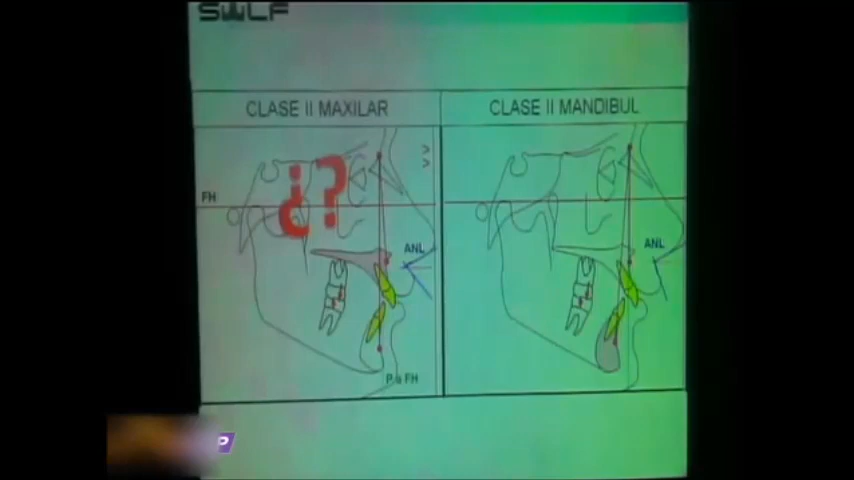 SWLF
CLASE II MAXILAR
CLASE II MANDIBUL
¿?
>
>
FH
ANL
ANL
FH
P